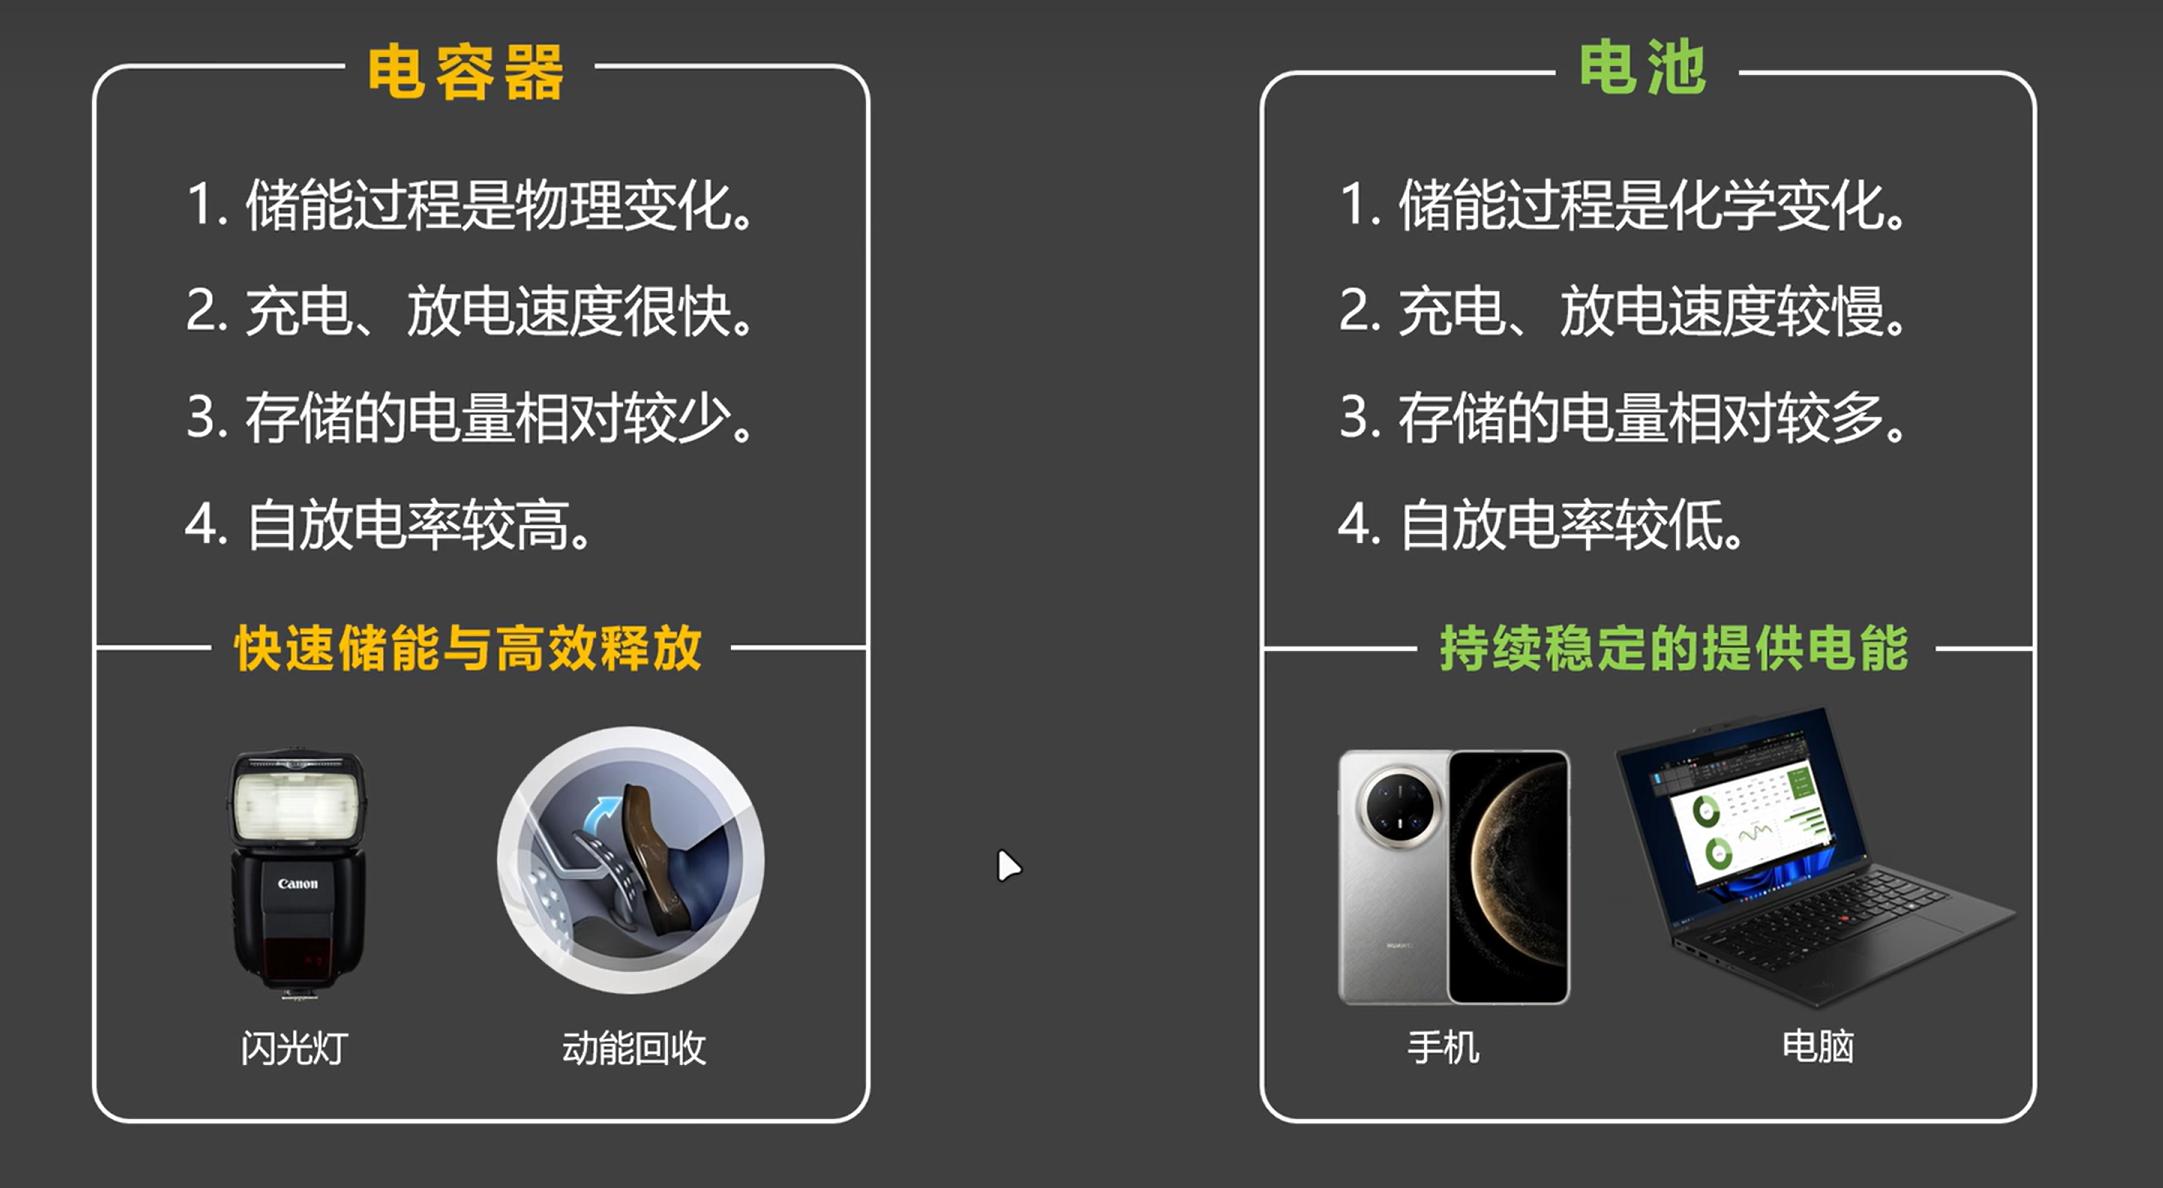 电容器
1. 储能过程是物理变化。
2. 充电、放电速度很快。
3. 存储的电量相对较少。
4. 自放电率较高。
快速储能与高效释放
Canon
闪光灯
动能回收
电池
1. 储能过程是化学变化。
2. 充电、放电速度较慢。
3. 存储的电量相对较多。
4. 自放电率较低。
持续稳定的提供电能
HUAWEI
手机
电脑